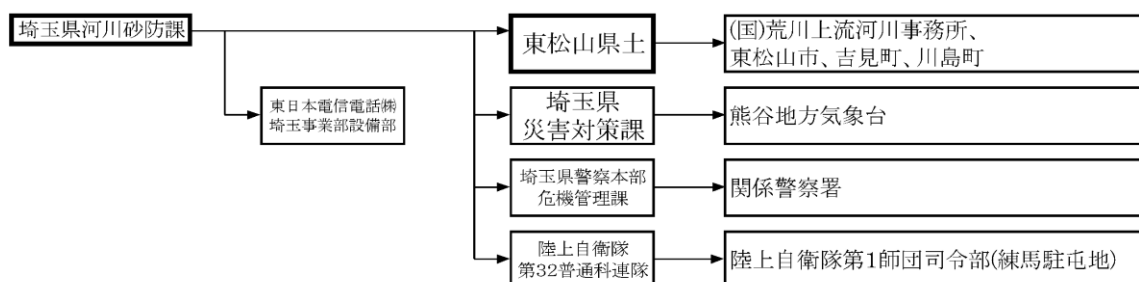 埼玉県河川砂防課
東松山県土
(国)荒川上流河川事務所、
東松山市、吉見町、川島町
東日本電信電話㈱
埼玉事業部設備部
埼玉県
災害対策課
熊谷地方気象台
埼玉県警察本部
危機管理課
関係警察署
陸上自衛隊
第32普通科連隊
陸上自衛隊第1師団司令部(練馬駐屯地)